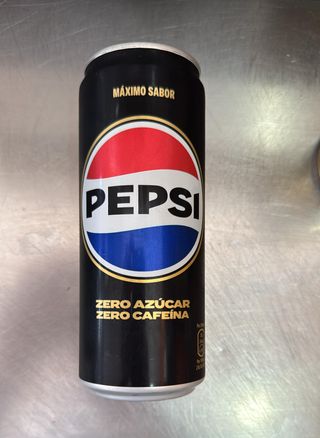 MÁXIMO SABOR
PEPSI
ZERO AZÚCAR
ZERO CAFEÍNA